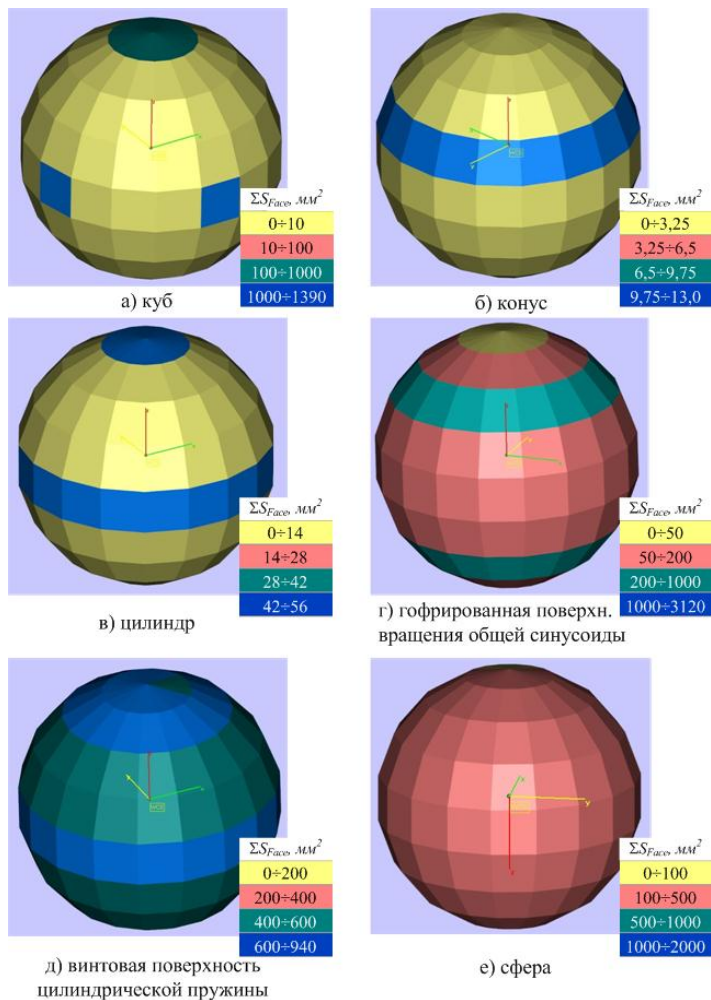 ΣS_Face, мм²
0÷10
10÷100
100÷1000
1000÷1390
а) куб
ΣS_Face, мм²
0÷3,25
3,25÷6,5
6,5÷9,75
9,75÷13,0
б) конус
ΣS_Face, мм²
0÷14
14÷28
28÷42
42÷56
в) цилиндр
ΣS_Face, мм²
0÷50
50÷200
200÷1000
1000÷3120
г) гофрированная поверхн.
вращения общей синусоиды
ΣS_Face, мм²
0÷200
200÷400
400÷600
600÷940
д) винтовая поверхность
цилиндрической пружины
ΣS_Face, мм²
0÷100
100÷500
500÷1000
1000÷2000
е) сфера